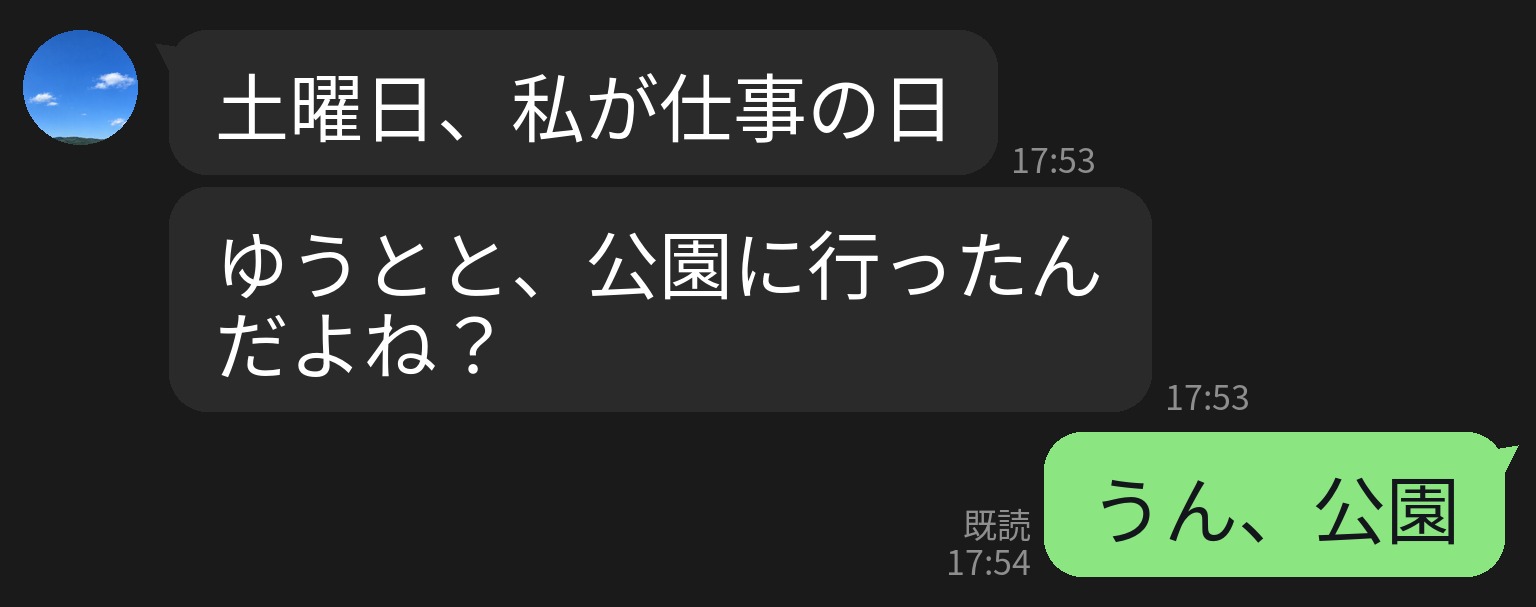 土曜日、私が仕事の日
17:53
ゆうとと、公園に行ったん
だよね？
17:53
うん、公園
既読
17:54